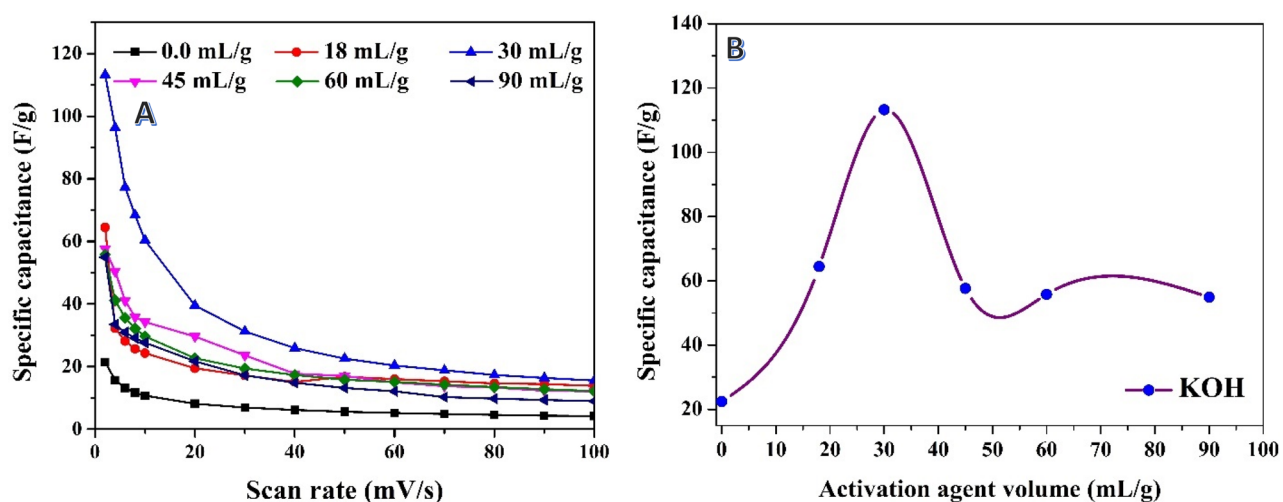 A
0.0 mL/g 18 mL/g 30 mL/g
45 mL/g 60 mL/g 90 mL/g
Specific capacitance (F/g)
120
100
80
60
40
20
0
0 20 40 60 80 100
Scan rate (mV/s)
B
Specific capacitance (F/g)
140
120
100
80
60
40
20
KOH
0 10 20 30 40 50 60 70 80 90 100
Activation agent volume (mL/g)